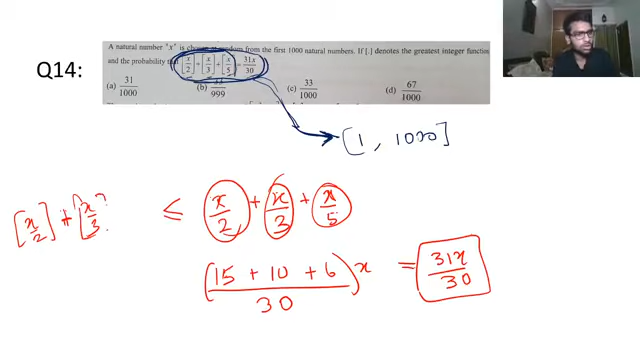 Q14:
A natural number "x" is chosen at random from the first 1000 natural numbers. If [.] denotes the greatest integer function
and the probability that [x/2] + [x/3] + [x/5] = 31x/30
(a) 31/1000 (b) /999 (c) 33/1000 (d) 67/1000
[1, 1000]
[x/2] + [x/3] ≤ x/2 + x/3 + x/5
(15 + 10 + 6 / 30) x = 31x/30